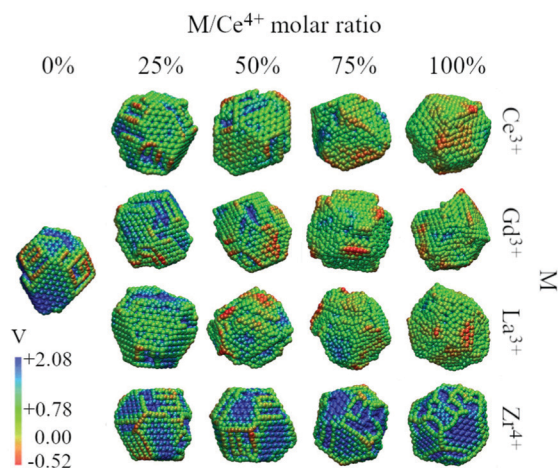 M/Ce⁴⁺ molar ratio
0% 25% 50% 75% 100%
Ce³⁺
Gd³⁺
La³⁺
Zr⁴⁺
M
V
+2.08
+0.78
0.00
-0.52